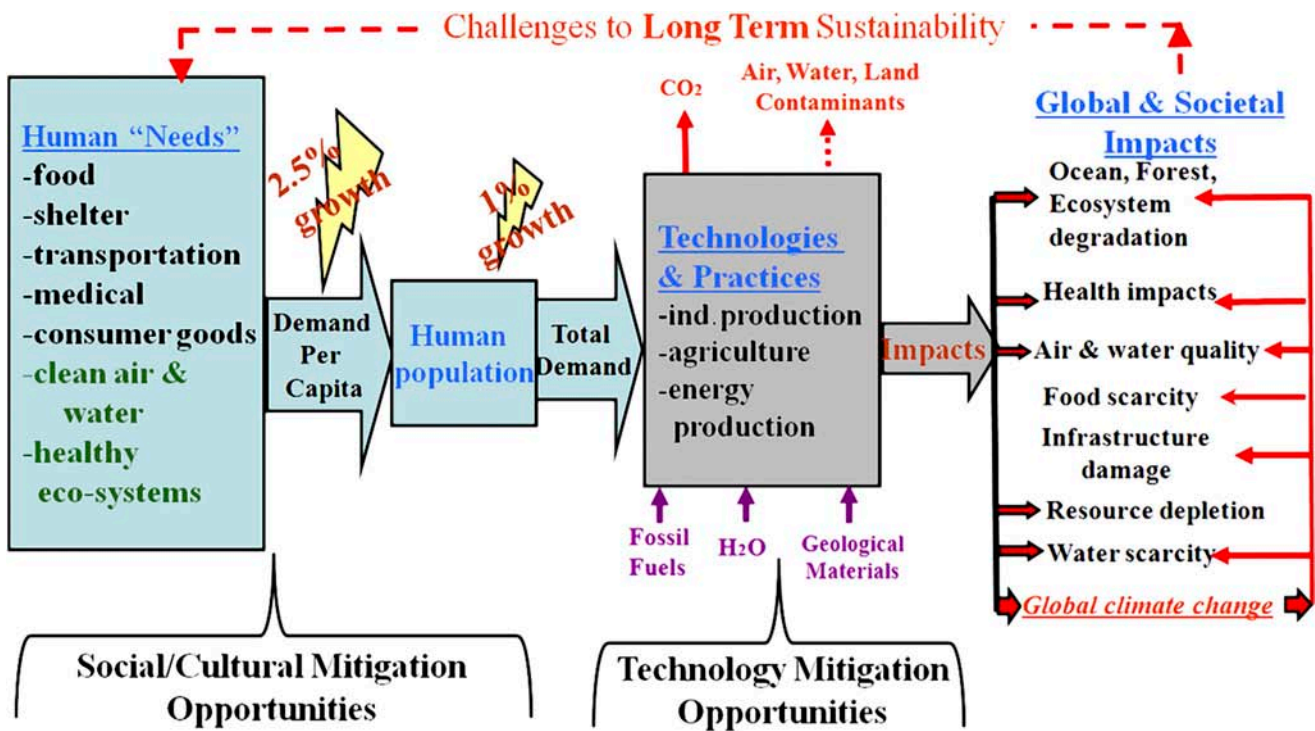 Challenges to Long Term Sustainability
Human “Needs”
-food
-shelter
-transportation
-medical
-consumer goods
-clean air &
water
-healthy
eco-systems
2.5%
growth
Demand
Per
Capita
1%
growth
Human
population
Total
Demand
CO₂
Air, Water, Land
Contaminants
Technologies
& Practices
-ind. production
-agriculture
-energy
production
Fossil
Fuels
H₂O
Geological
Materials
Impacts
Global & Societal
Impacts
Ocean, Forest,
Ecosystem
degradation
Health impacts
Air & water quality
Food scarcity
Infrastructure
damage
Resource depletion
Water scarcity
Global climate change
Social/Cultural Mitigation
Opportunities
Technology Mitigation
Opportunities